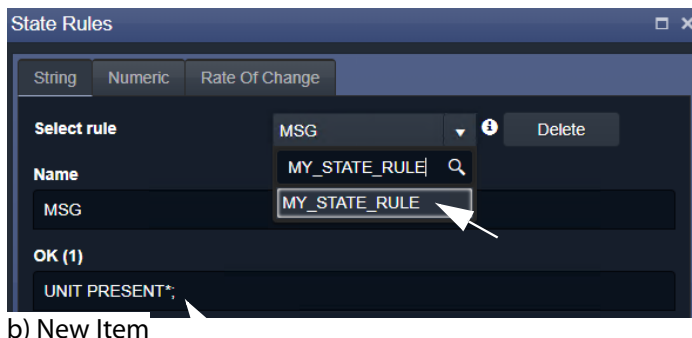 State Rules
String Numeric Rate Of Change
Select rule MSG Delete
MY_STATE_RULE
Name
MSG MY_STATE_RULE
OK (1)
UNIT PRESENT*;
b) New Item